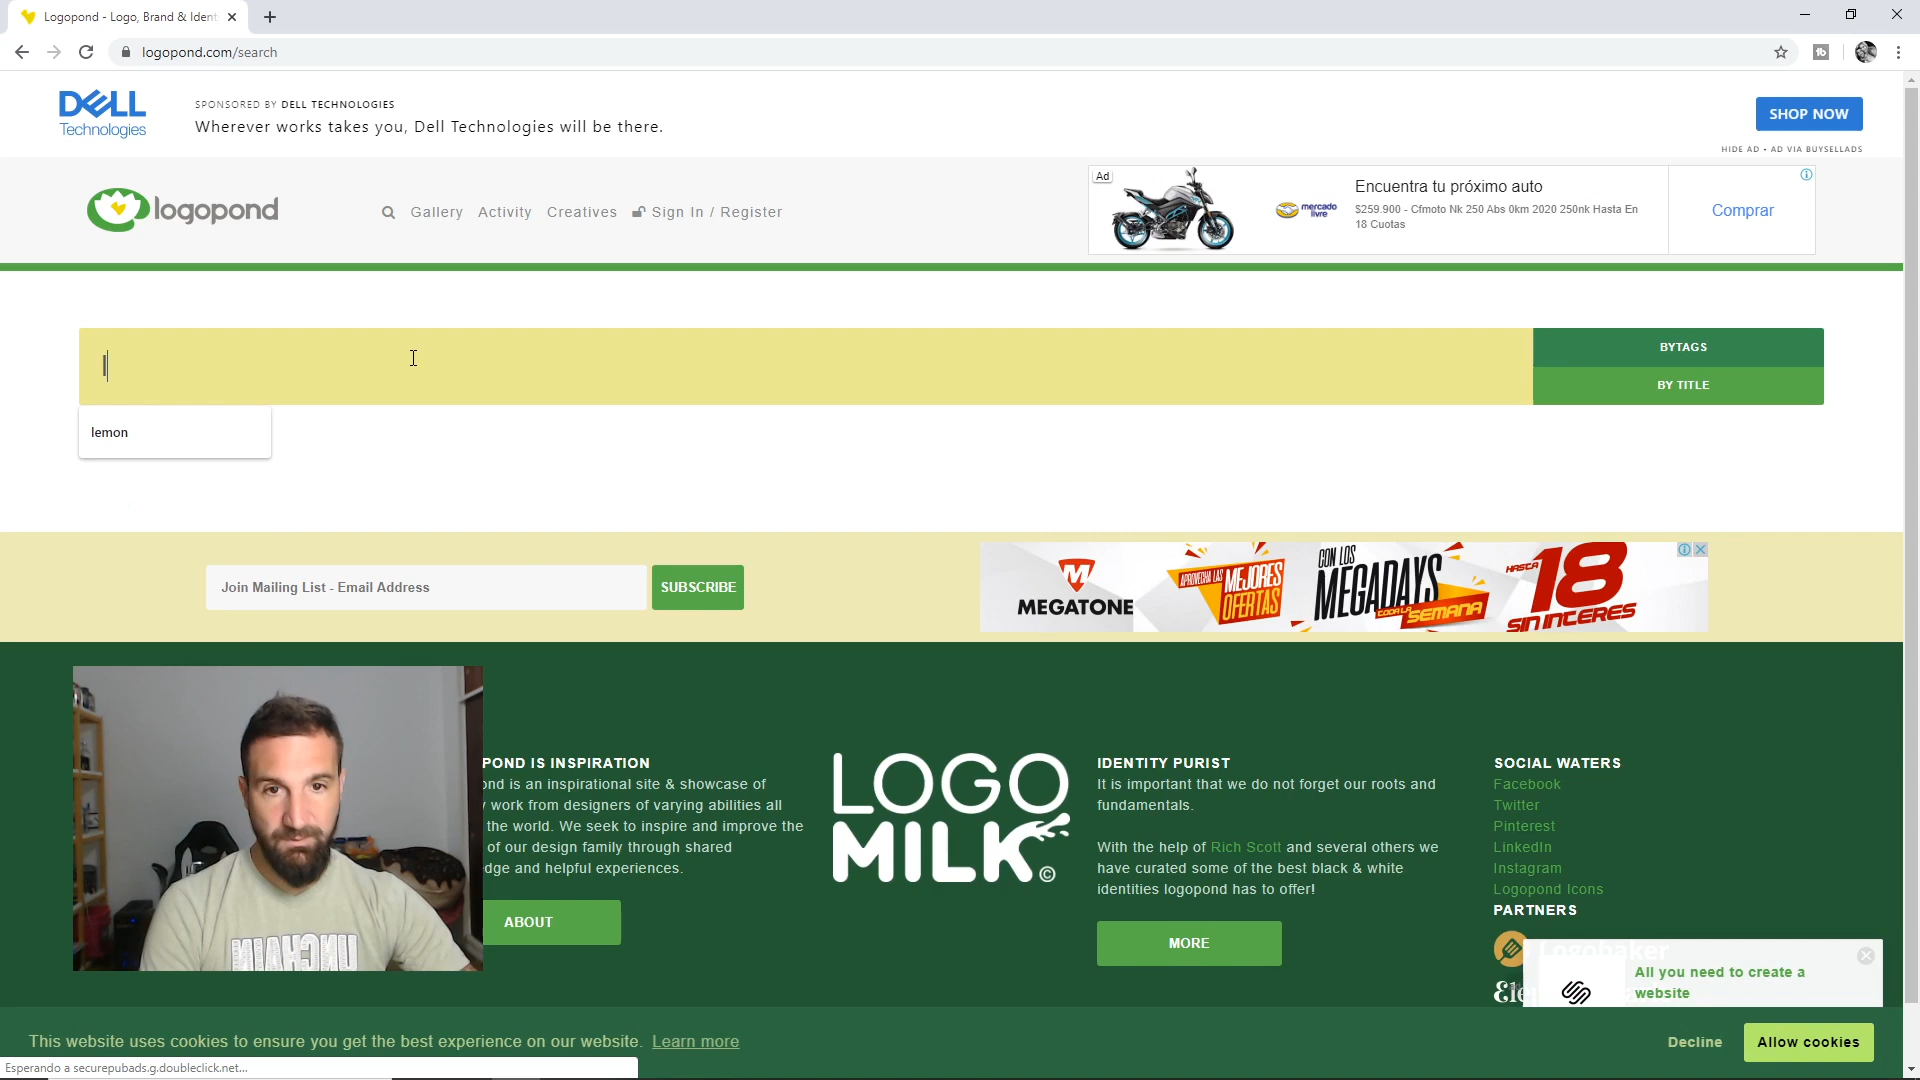 Logopond - Logo, Brand & Ident
logopond.com/search
DELL
Technologies
SPONSORED BY DELL TECHNOLOGIES
Wherever works takes you, Dell Technologies will be there.
SHOP NOW
HIDE AD • AD VIA BUYSELLADS
logopond
Gallery
Activity
Creatives
Sign In / Register
Ad
mercado
livre
Encuentra tu próximo auto
$259.900 - Cfmoto Nk 250 Abs 0km 2020 250nk Hasta En
18 Cuotas
Comprar
l
BYTAGS
BY TITLE
lemon
Join Mailing List - Email Address
SUBSCRIBE
MEGATONE
APROVECHA LAS
MEJORES
OFERTAS
CON LOS
MEGADAYS
TODA LA
SEMANA
HASTA
18
SIN INTERES
POND IS INSPIRATION
ond is an inspirational site & showcase of
work from designers of varying abilities all
the world. We seek to inspire and improve the
of our design family through shared
edge and helpful experiences.
ABOUT
LOGO
MILK©
IDENTITY PURIST
It is important that we do not forget our roots and
fundamentals.
With the help of Rich Scott and several others we
have curated some of the best black & white
identities logopond has to offer!
MORE
SOCIAL WATERS
Facebook
Twitter
Pinterest
LinkedIn
Instagram
Logopond Icons
PARTNERS
Logobaker
All you need to create a
website
This website uses cookies to ensure you get the best experience on our website. Learn more
Decline
Allow cookies
Esperando a securepubads.g.doubleclick.net...